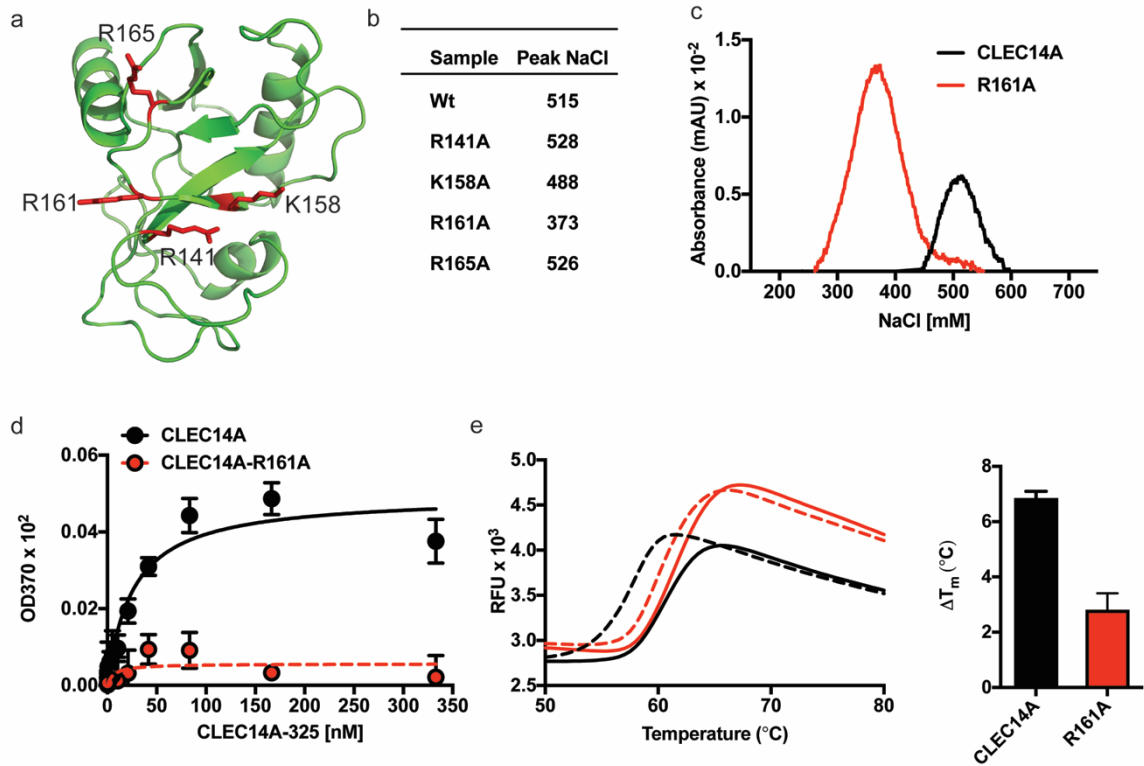 a
R165
R161
K158
R141
b
Sample Peak NaCl
Wt 515
R141A 528
K158A 488
R161A 373
R165A 526
c
CLEC14A
R161A
Absorbance (mAU) x 10-2
1.5
1.0
0.5
0.0
200 300 400 500 600 700
NaCl [mM]
d
CLEC14A
CLEC14A-R161A
OD370 x 10²
0.06
0.04
0.02
0.00
0 50 100 150 200 250 300 350
CLEC14A-325 [nM]
e
RFU x 10³
5.0
4.5
4.0
3.5
3.0
2.5
50 60 70 80
Temperature (°C)
ΔTm (°C)
8
6
4
2
0
CLEC14A
R161A